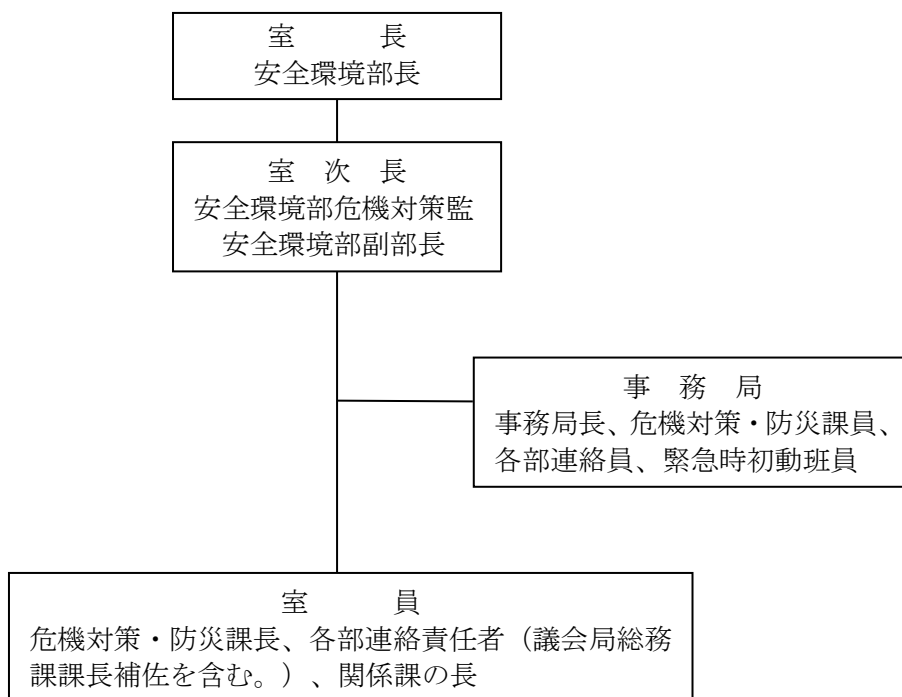 室　　　長
安全環境部長
室　次　長
安全環境部危機対策監
安全環境部副部長
事　務　局
事務局長、危機対策・防災課員、
各部連絡員、緊急時初動班員
室　　　員
危機対策・防災課長、各部連絡責任者（議会局総務
課課長補佐を含む。）、関係課の長